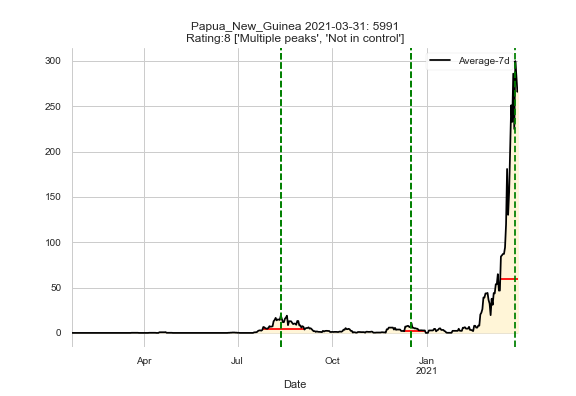 Papua_New_Guinea 2021-03-31: 5991
Rating:8 ['Multiple peaks', 'Not in control']
Average-7d
300
250
200
150
100
50
0
Apr
Jul
Oct
Jan
2021
Date